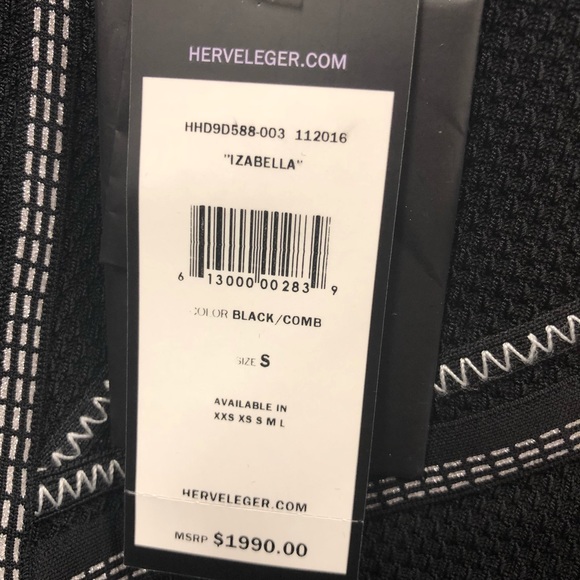 HERVELEGER.COM
HHD9D588-003 112016
"IZABELLA"
6 13000 00283 9
COLOR BLACK/COMB
SIZE S
AVAILABLE IN
XXS XS S M L
HERVELEGER.COM
MSRP $1990.00